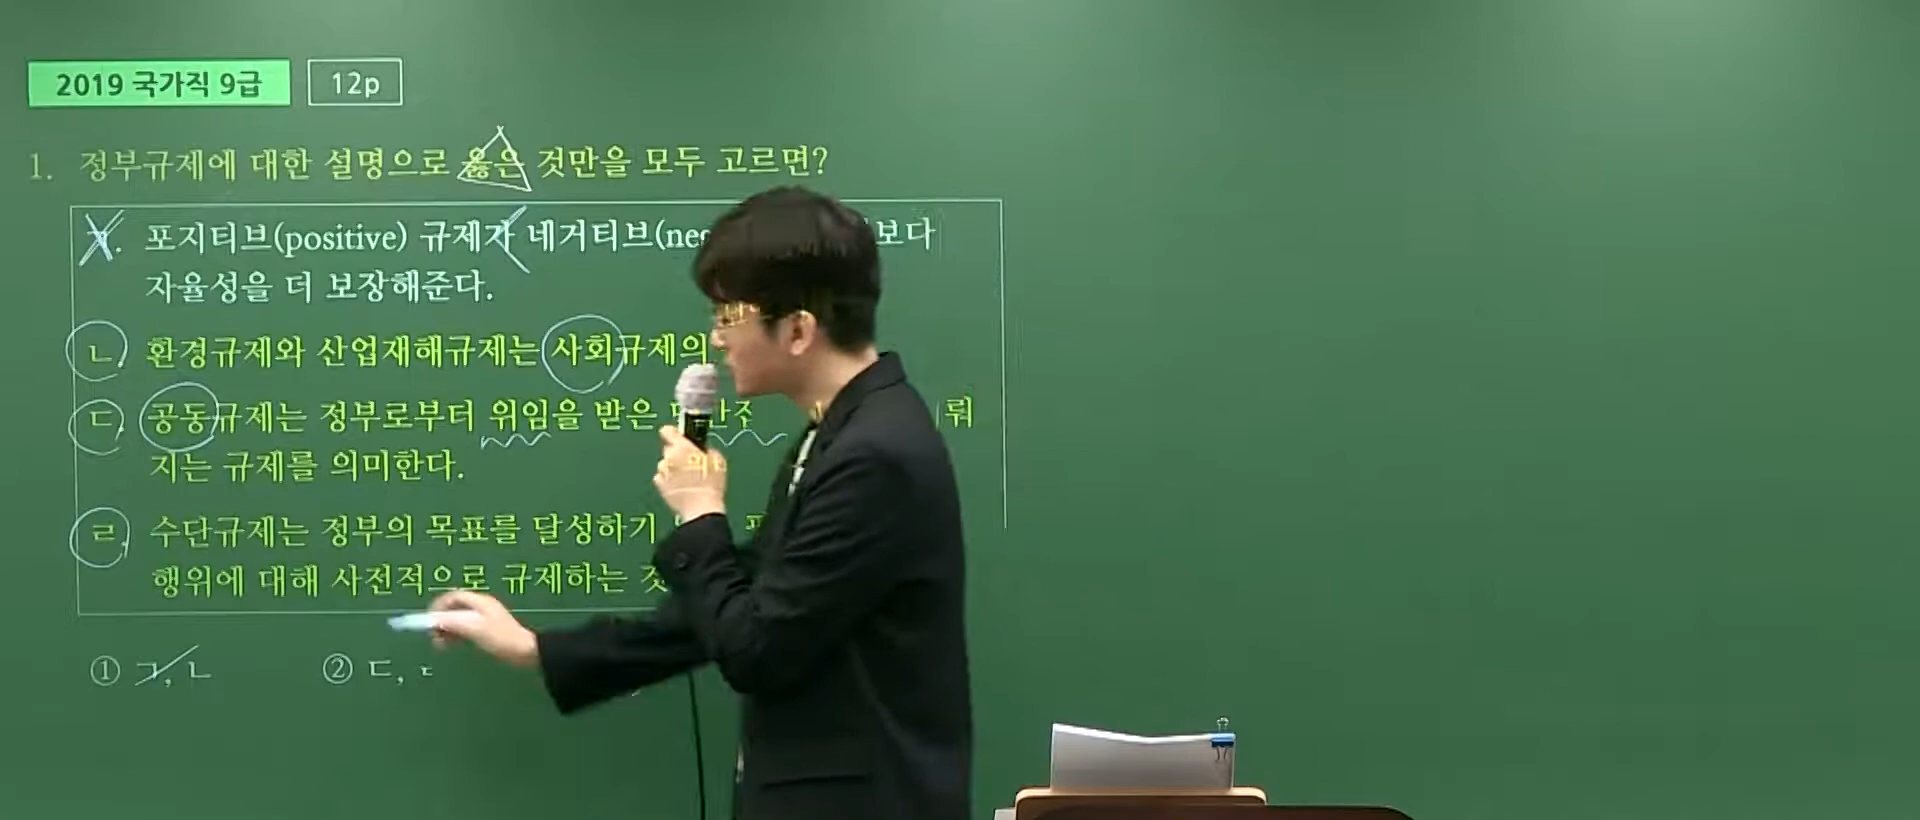 2019 국가직 9급 12p
1. 정부규제에 대한 설명으로 옳은 것만을 모두 고르면?
ㄱ. 포지티브(positive) 규제가 네거티브(neg 보다
자율성을 더 보장해준다.
ㄴ. 환경규제와 산업재해규제는 사회규제의
ㄷ. 공동규제는 정부로부터 위임을 받은 뤄
지는 규제를 의미한다.
ㄹ. 수단규제는 정부의 목표를 달성하기
행위에 대해 사전적으로 규제하는
① ㄱ, ㄴ ② ㄷ,